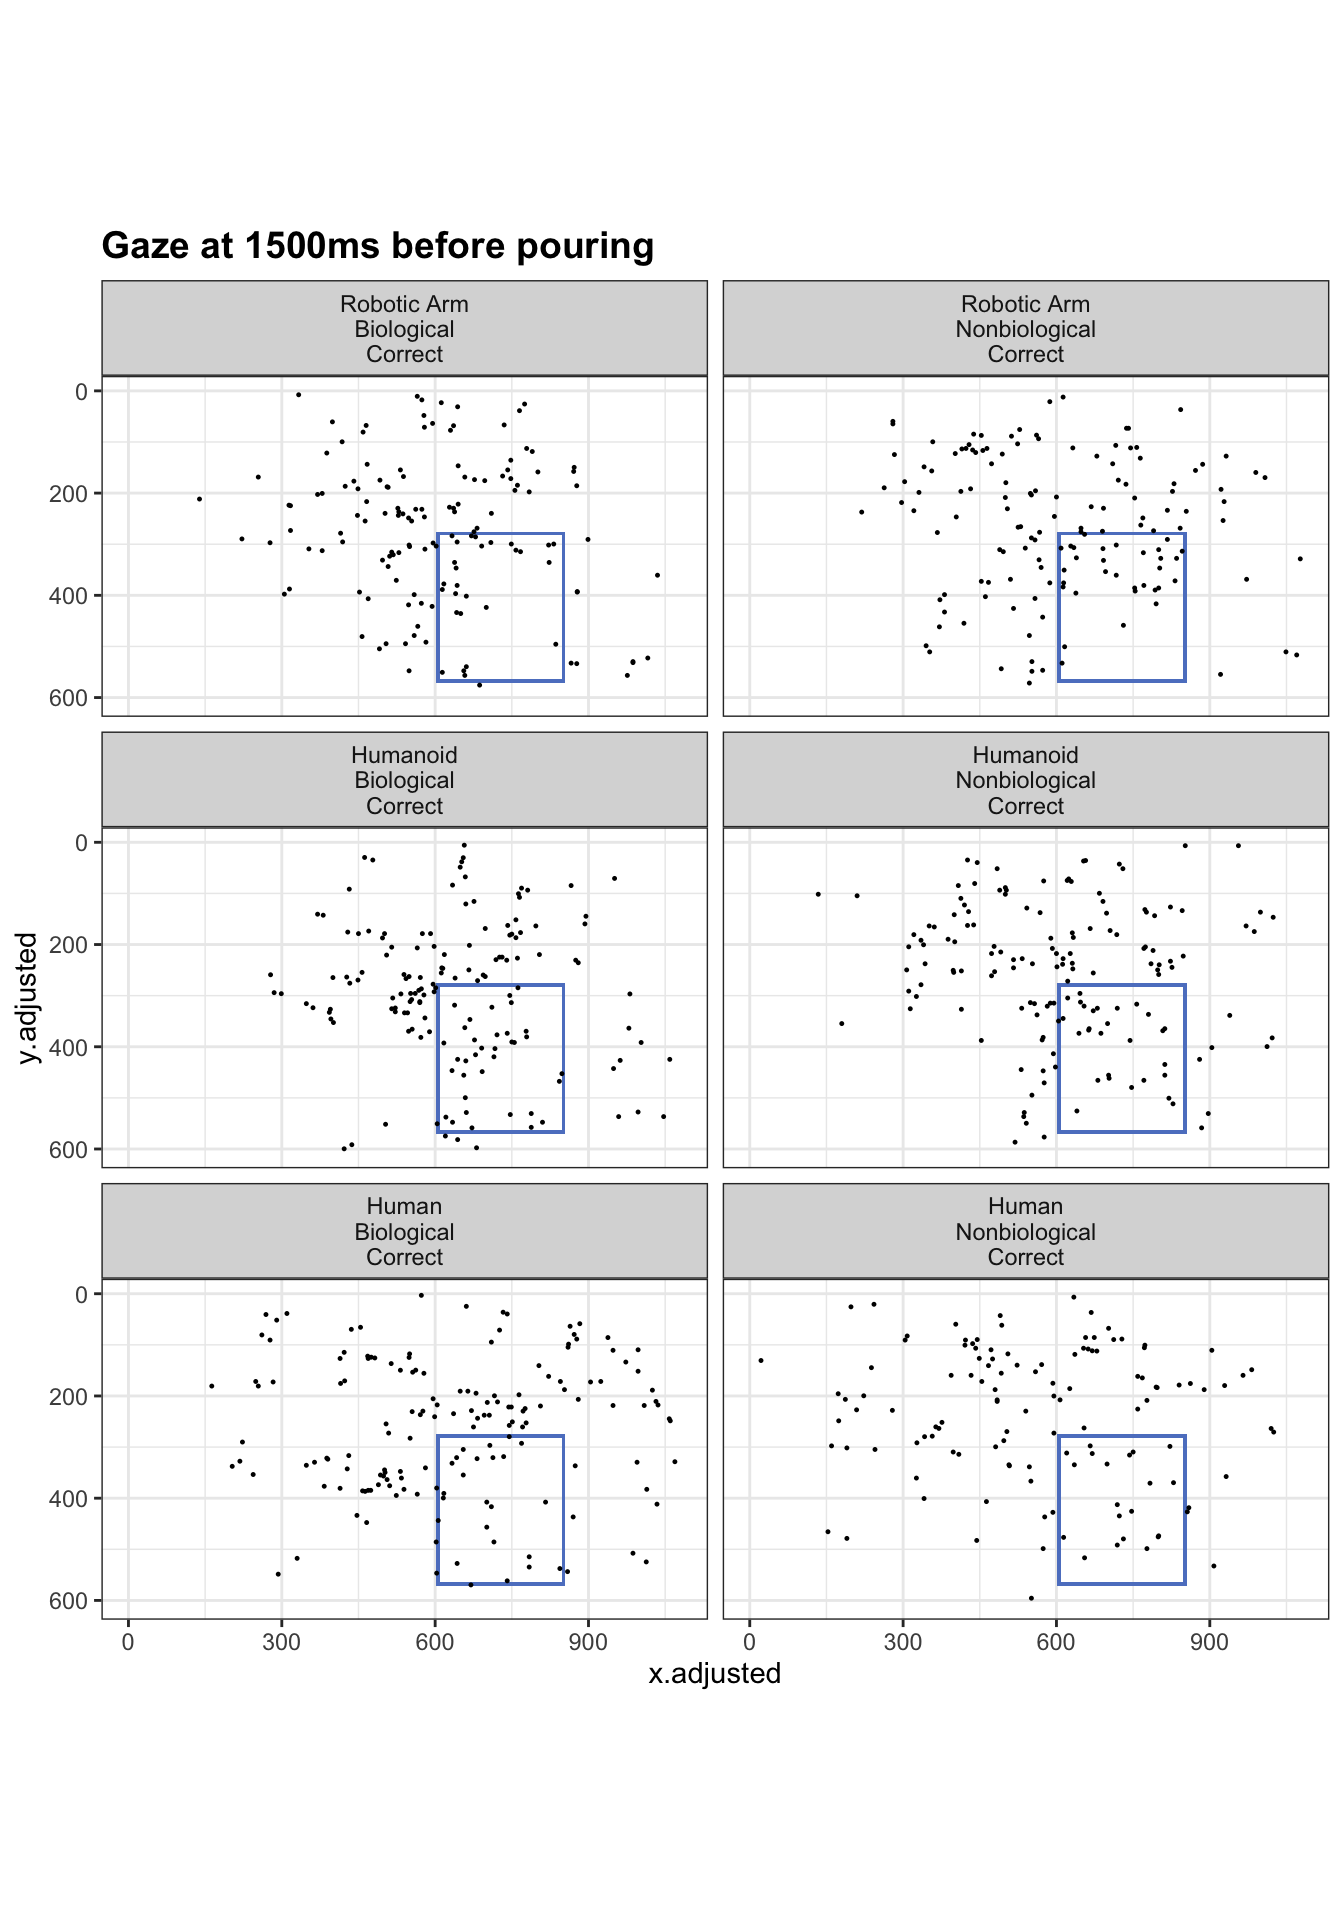 Gaze at 1500ms before pouring
Robotic Arm
Biological
Correct
Robotic Arm
Nonbiological
Correct
0
200
400
600
Humanoid
Biological
Correct
Humanoid
Nonbiological
Correct
0
200
400
600
y.adjusted
Human
Biological
Correct
Human
Nonbiological
Correct
0
200
400
600
0 300 600 900 0 300 600 900
x.adjusted